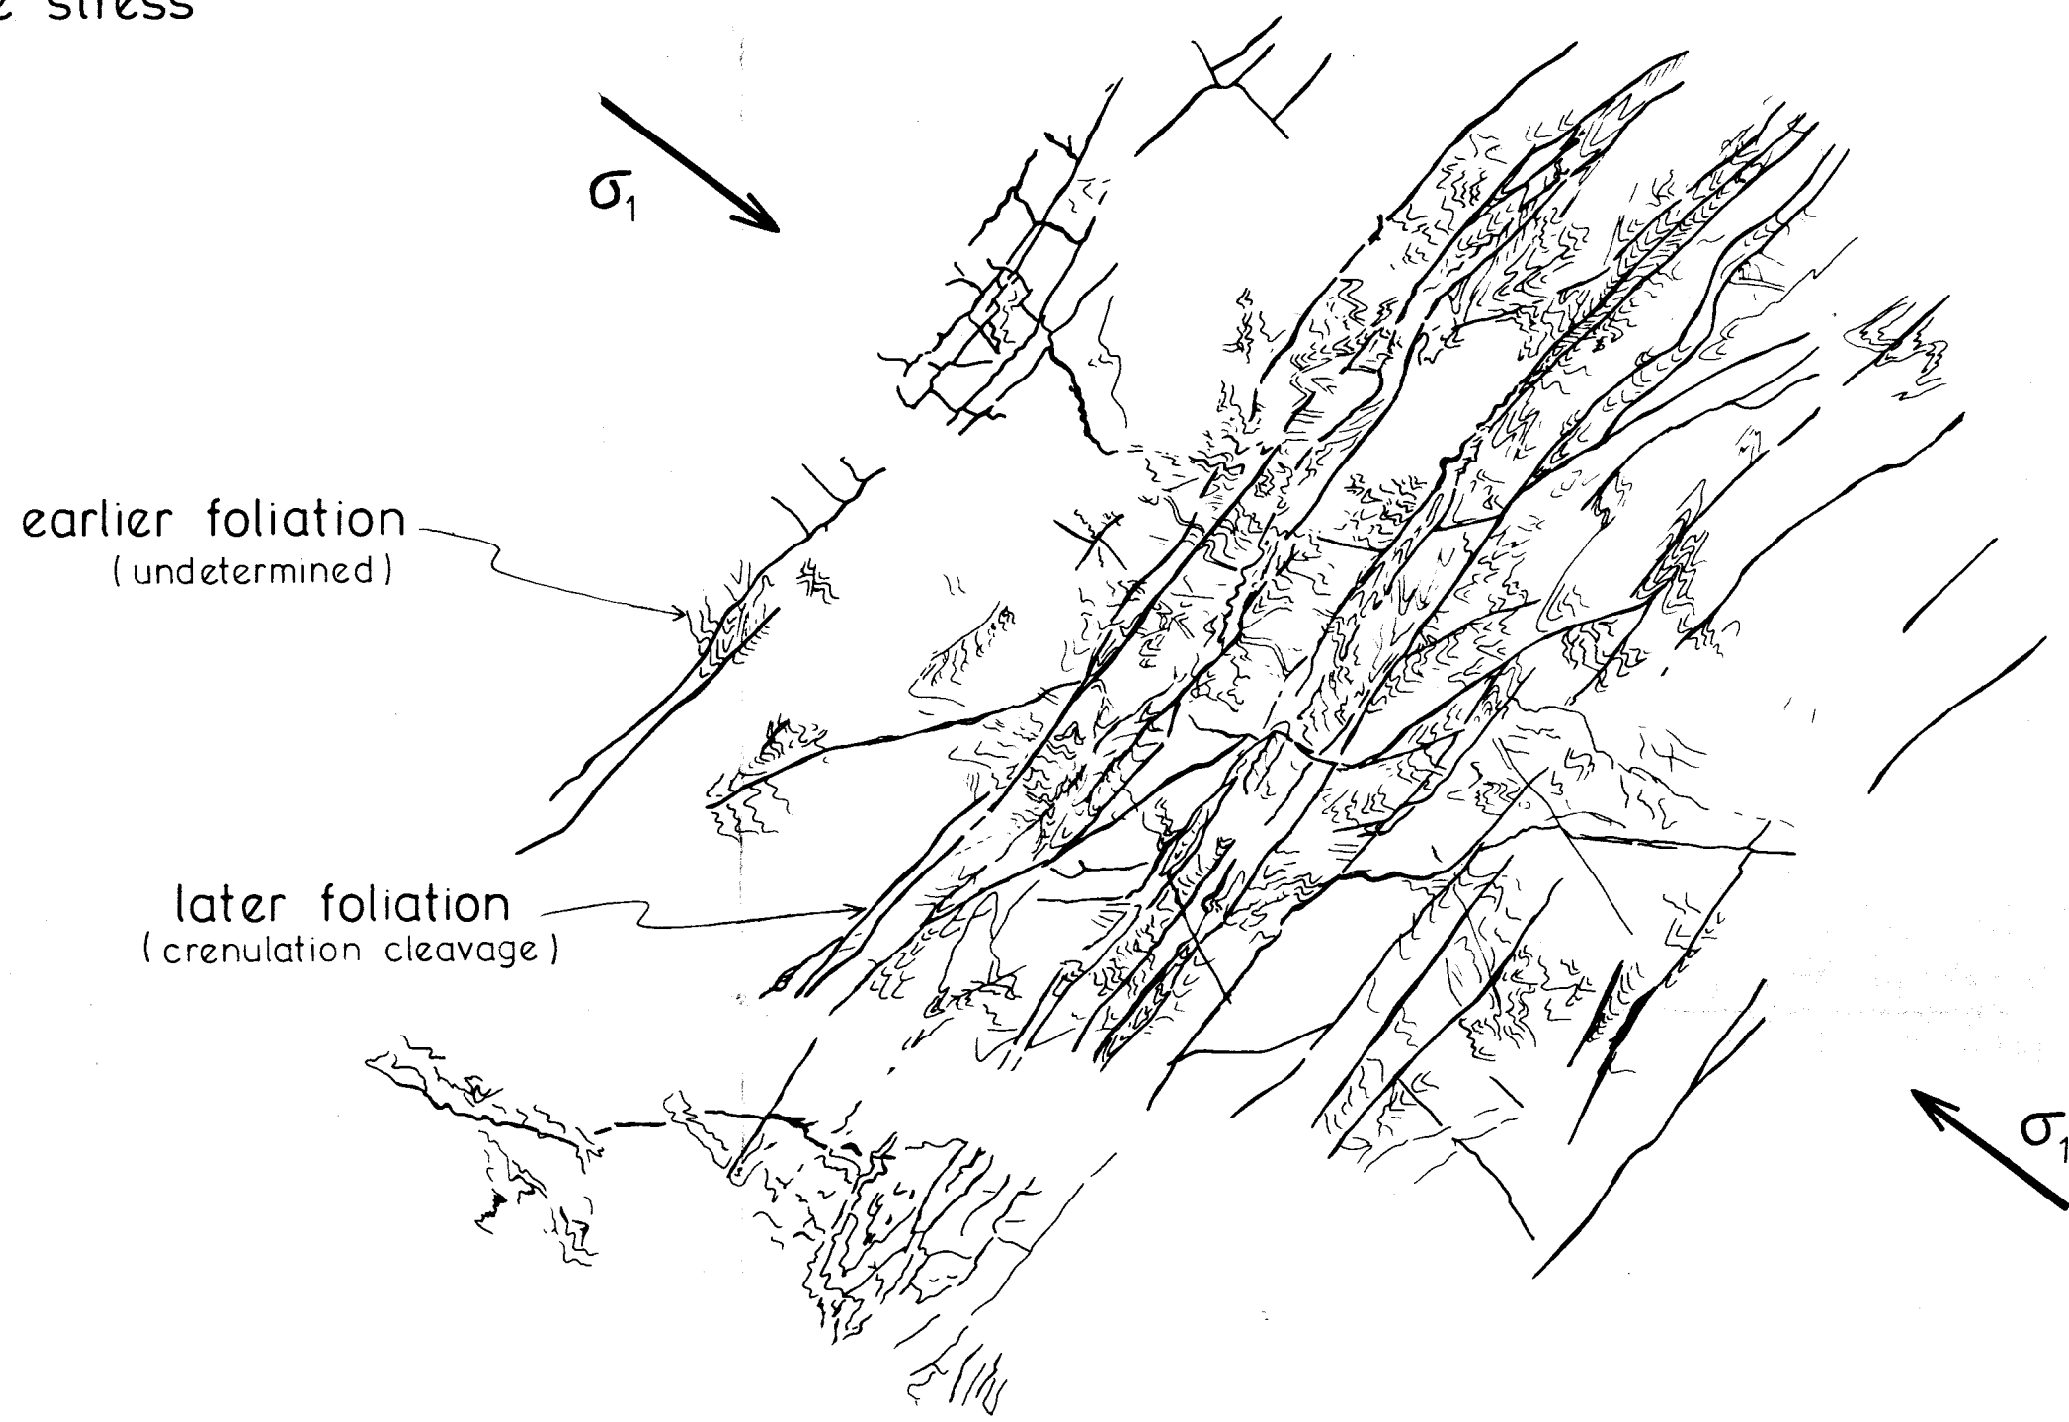 stress
σ₁
earlier foliation
(undetermined)
later foliation
(crenulation cleavage)
σ₁